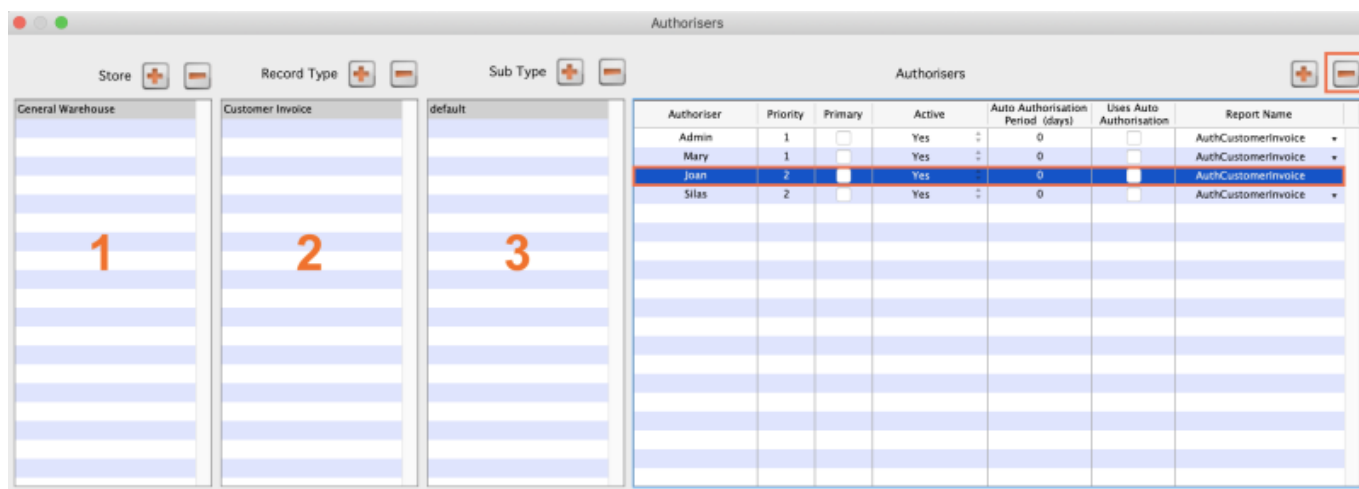 Authorisers
Store Record Type Sub Type Authorisers
General Warehouse Customer Invoice default
Authoriser Priority Primary Active Auto Authorisation Period (days) Uses Auto Authorisation Report Name
Admin 1 Yes 0 AuthCustomerInvoice
Mary 1 Yes 0 AuthCustomerInvoice
Joan 2 Yes 0 AuthCustomerInvoice
Silas 2 Yes 0 AuthCustomerInvoice
1 2 3